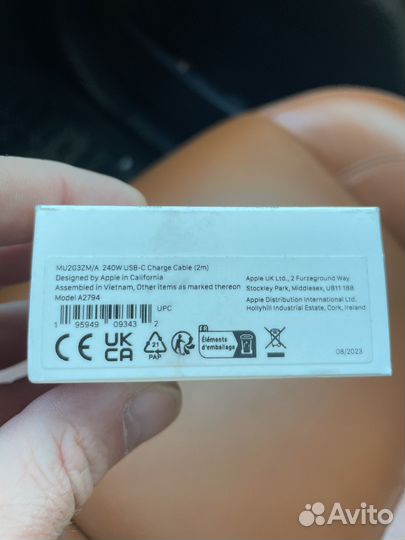 MU2G3ZM/A 240W USB-C Charge Cable (2m)
Designed by Apple in California
Assembled in Vietnam, Other items as marked thereon
Model A2794
Apple UK Ltd., 2 Furzeground Way,
Stockley Park, Middlesex, UB11 1BB
Apple Distribution International Ltd.
Hollyhill Industrial Estate, Cork, Ireland
UPC
1 95949 09343 2
CE
UK
CA
21
PAP
FR
Éléments
d'emballage
08/2023
Avito